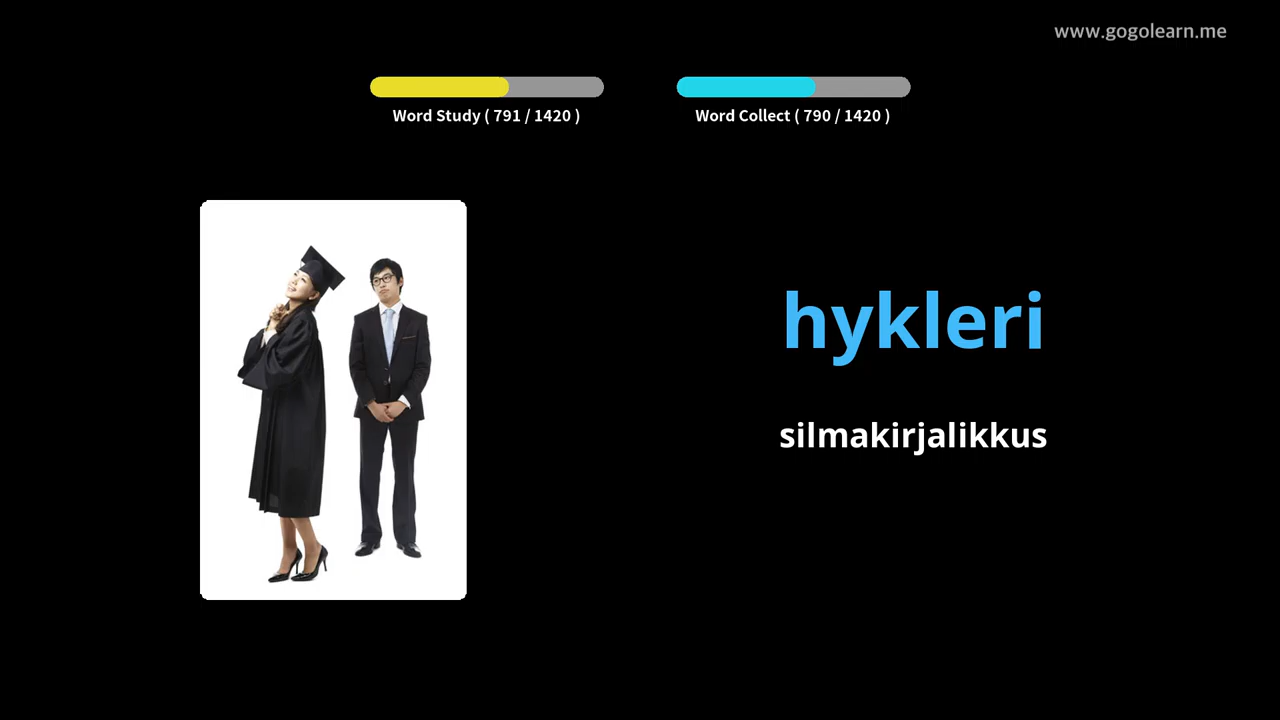 www.gogolearn.me
Word Study ( 791 / 1420 )
Word Collect ( 790 / 1420 )
hykleri
silmakirjalikkus